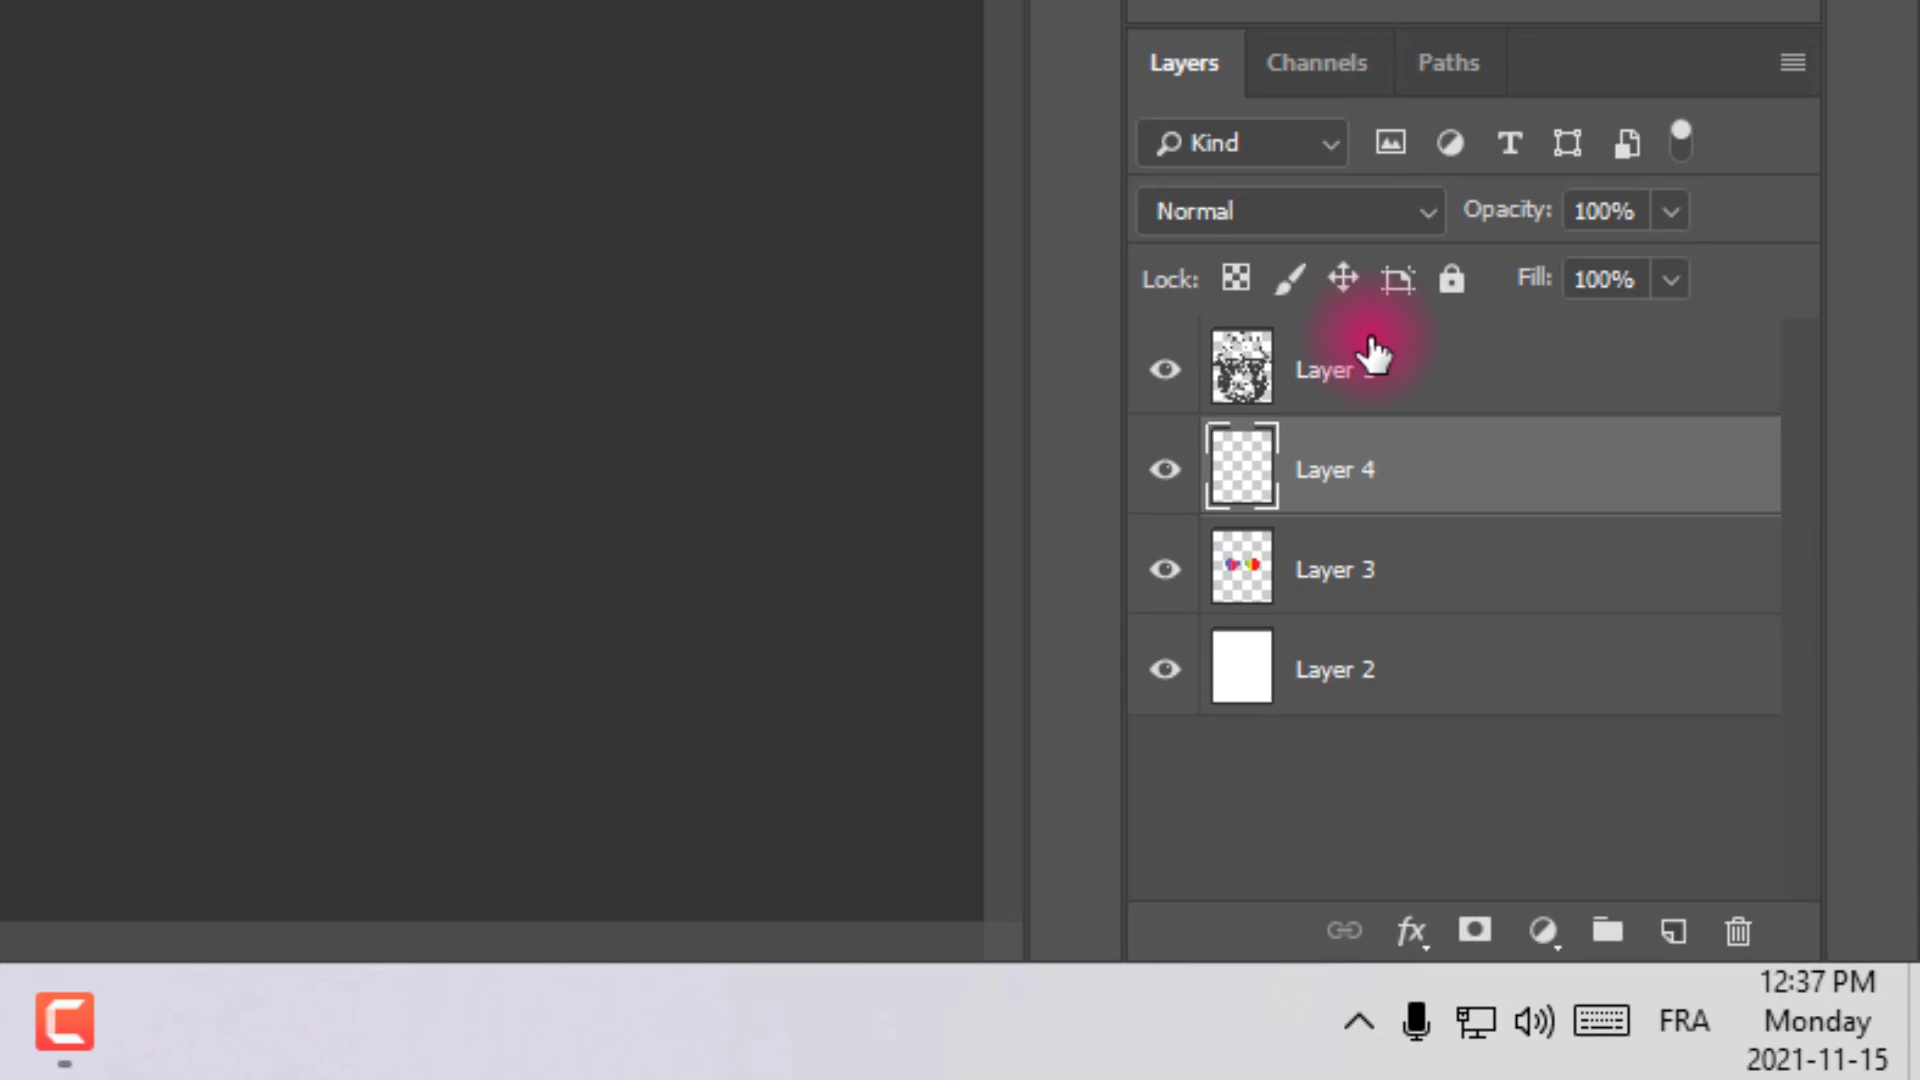 Layers Channels Paths
Kind
Normal Opacity: 100%
Lock: Fill: 100%
Layer
Layer 4
Layer 3
Layer 2
fx
12:37 PM
FRA Monday
2021-11-15